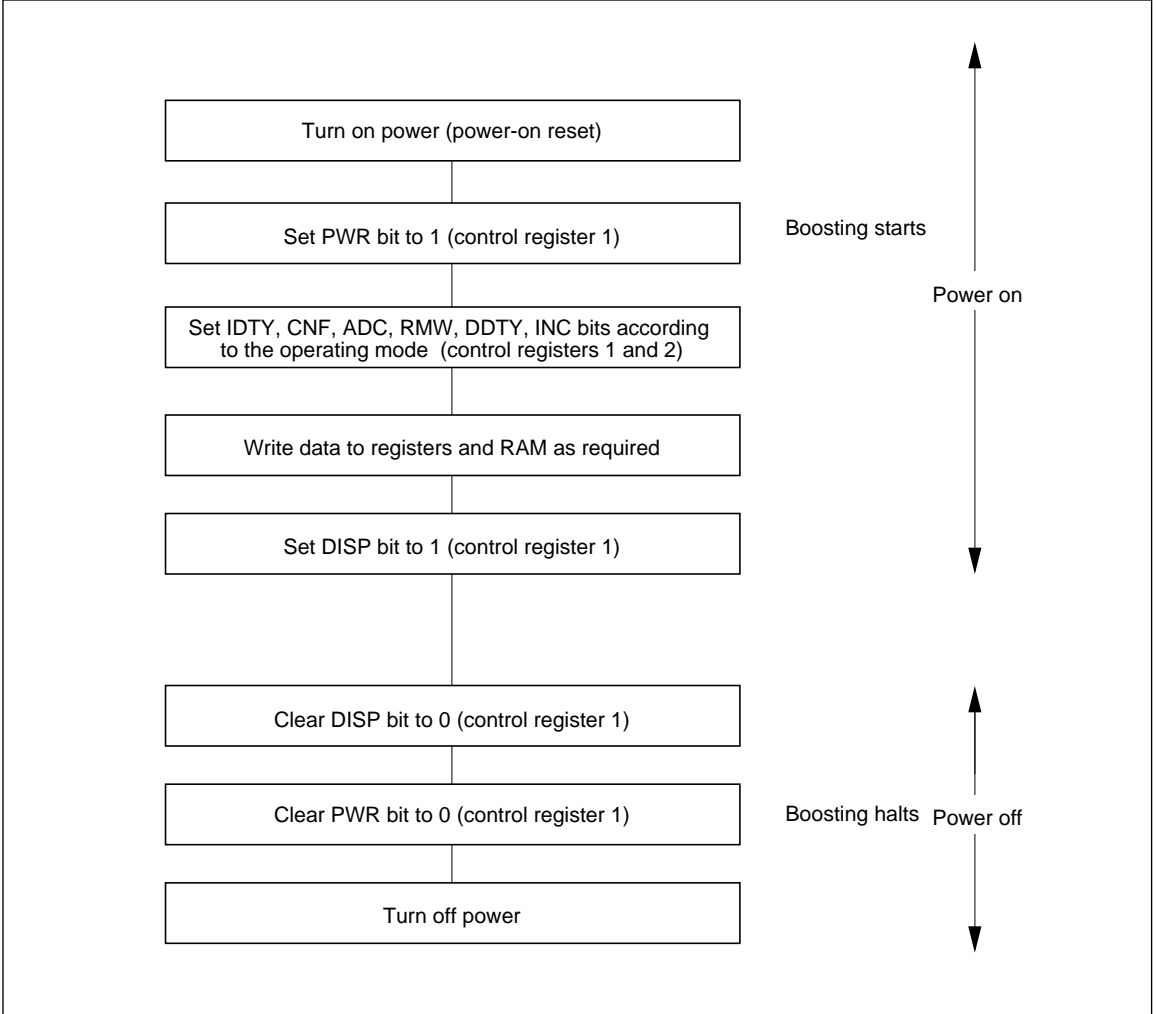 Turn on power (power-on reset)
Set PWR bit to 1 (control register 1)
Boosting starts
Power on
Set IDTY, CNF, ADC, RMW, DDTY, INC bits according
to the operating mode  (control registers 1 and 2)
Write data to registers and RAM as required
Set DISP bit to 1 (control register 1)
Clear DISP bit to 0 (control register 1)
Clear PWR bit to 0 (control register 1)
Boosting halts
Power off
Turn off power